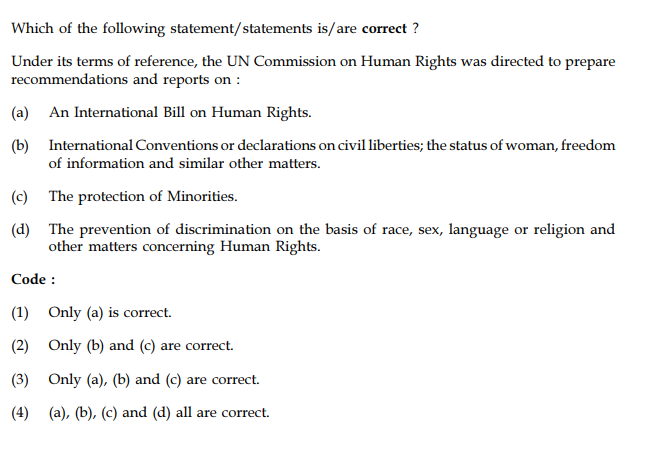 Which of the following statement/statements is/are correct ?
Under its terms of reference, the UN Commission on Human Rights was directed to prepare
recommendations and reports on :
(a) An International Bill on Human Rights.
(b) International Conventions or declarations on civil liberties; the status of woman, freedom
of information and similar other matters.
(c) The protection of Minorities.
(d) The prevention of discrimination on the basis of race, sex, language or religion and
other matters concerning Human Rights.
Code :
(1) Only (a) is correct.
(2) Only (b) and (c) are correct.
(3) Only (a), (b) and (c) are correct.
(4) (a), (b), (c) and (d) all are correct.